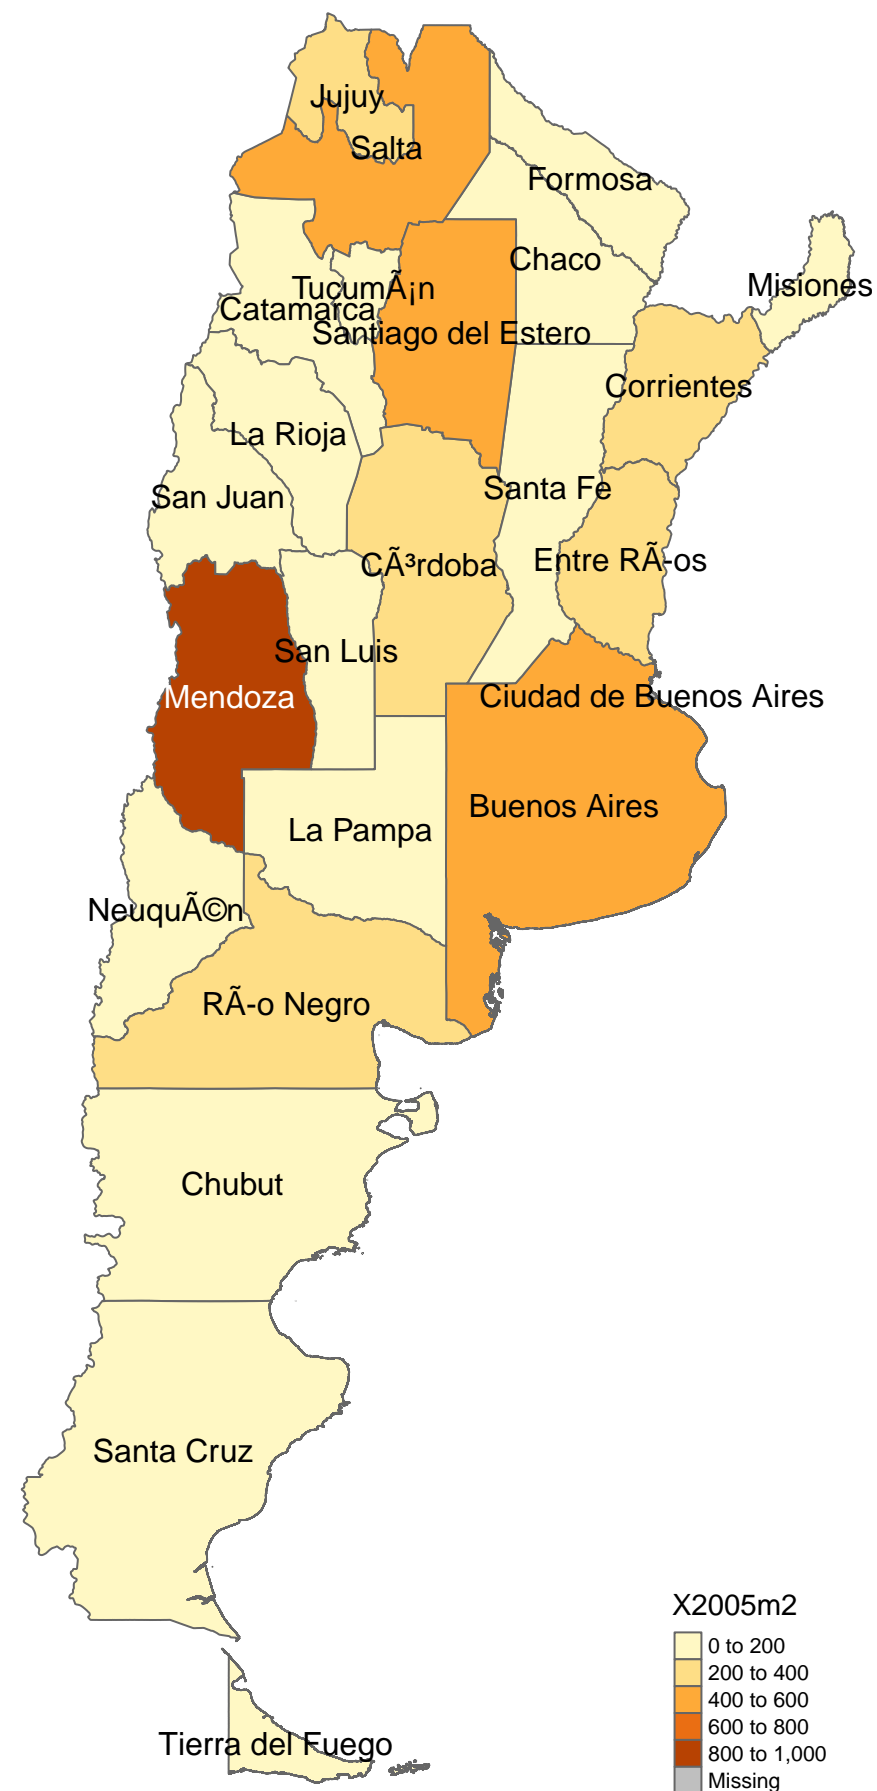 Jujuy
Salta
Formosa
Chaco
Misiones
TucumÃ¡n
Catamarca
Santiago del Estero
Corrientes
La Rioja
Santa Fe
San Juan
CÃ³rdoba
Entre RÃ-os
San Luis
Mendoza
Ciudad de Buenos Aires
Buenos Aires
La Pampa
NeuquÃ©n
RÃ-o Negro
Chubut
Santa Cruz
Tierra del Fuego
X2005m2
0 to 200
200 to 400
400 to 600
600 to 800
800 to 1,000
Missing